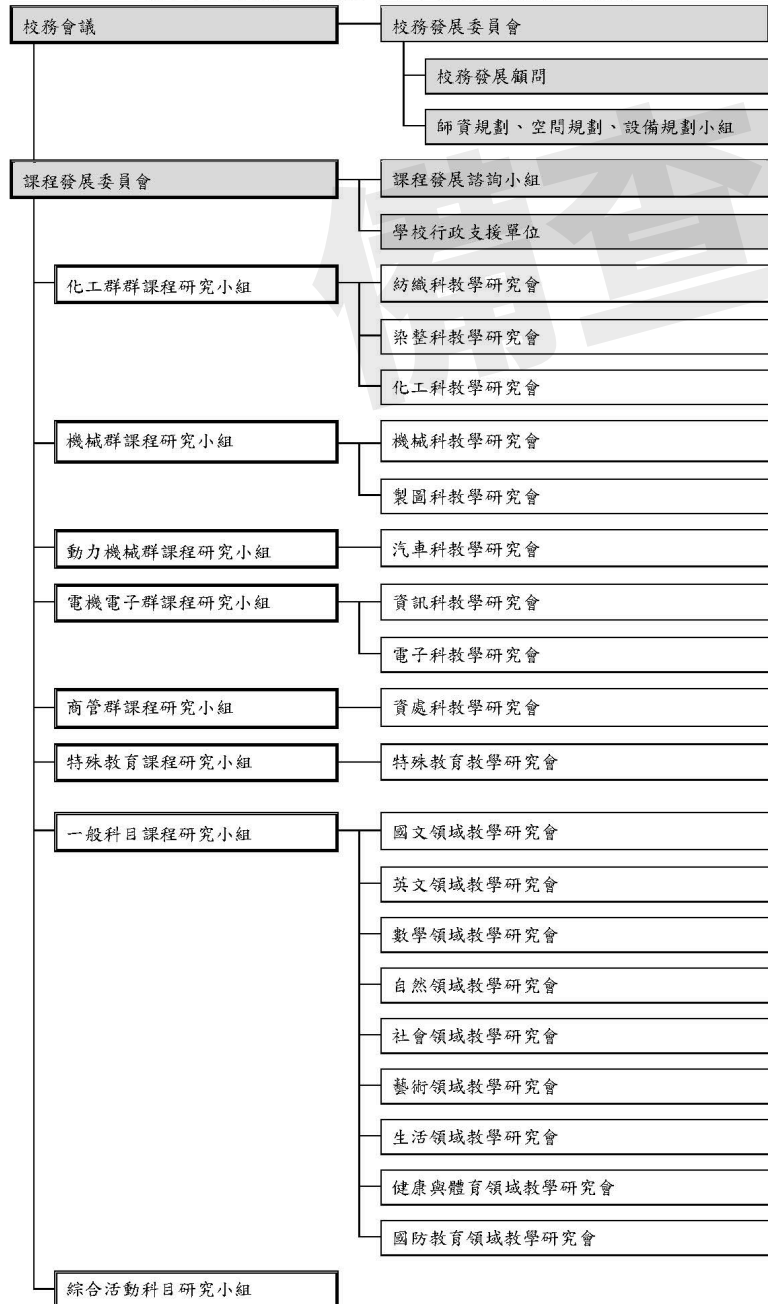 校務會議
校務發展委員會
校務發展顧問
師資規劃、空間規劃、設備規劃小組
課程發展委員會
課程發展諮詢小組
學校行政支援單位
備查
化工群群課程研究小組
紡織科教學研究會
染整科教學研究會
化工科教學研究會
機械群課程研究小組
機械科教學研究會
製圖科教學研究會
動力機械群課程研究小組
汽車科教學研究會
電機電子群課程研究小組
資訊科教學研究會
電子科教學研究會
商管群課程研究小組
資處科教學研究會
特殊教育課程研究小組
特殊教育教學研究會
一般科目課程研究小組
國文領域教學研究會
英文領域教學研究會
數學領域教學研究會
自然領域教學研究會
社會領域教學研究會
藝術領域教學研究會
生活領域教學研究會
健康與體育領域教學研究會
國防教育領域教學研究會
綜合活動科目研究小組